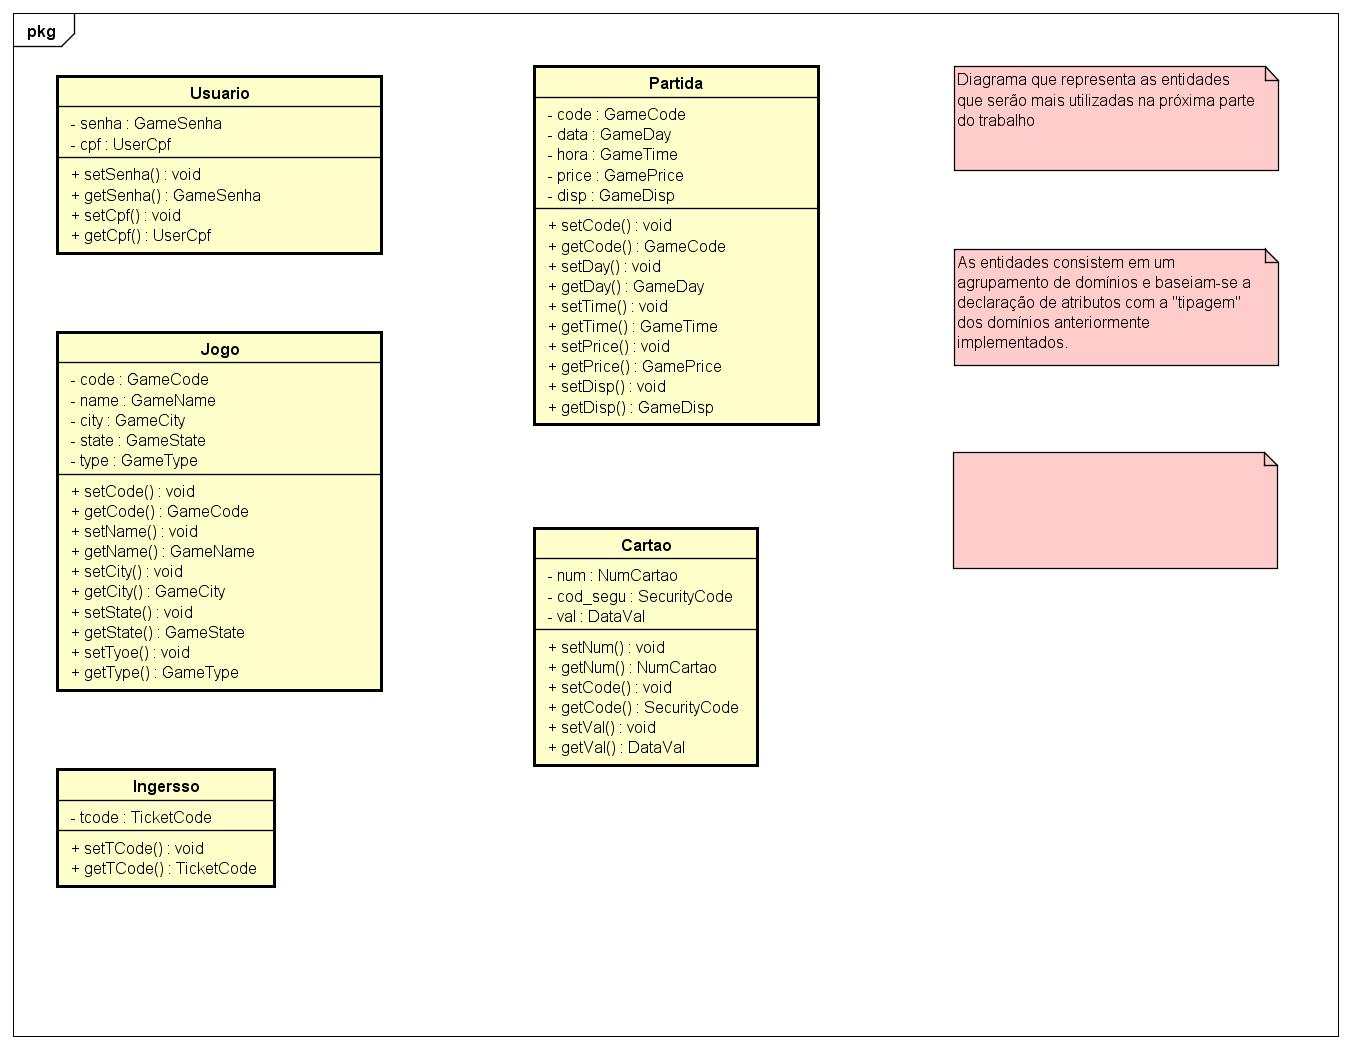 pkg
Usuario
- senha : GameSenha
- cpf : UserCpf
+ setSenha() : void
+ getSenha() : GameSenha
+ setCpf() : void
+ getCpf() : UserCpf
Jogo
- code : GameCode
- name : GameName
- city : GameCity
- state : GameState
- type : GameType
+ setCode() : void
+ getCode() : GameCode
+ setName() : void
+ getName() : GameName
+ setCity() : void
+ getCity() : GameCity
+ setState() : void
+ getState() : GameState
+ setTyoe() : void
+ getType() : GameType
Ingersso
- tcode : TicketCode
+ setTCode() : void
+ getTCode() : TicketCode
Partida
- code : GameCode
- data : GameDay
- hora : GameTime
- price : GamePrice
- disp : GameDisp
+ setCode() : void
+ getCode() : GameCode
+ setDay() : void
+ getDay() : GameDay
+ setTime() : void
+ getTime() : GameTime
+ setPrice() : void
+ getPrice() : GamePrice
+ setDisp() : void
+ getDisp() : GameDisp
Cartao
- num : NumCartao
- cod_segu : SecurityCode
- val : DataVal
+ setNum() : void
+ getNum() : NumCartao
+ setCode() : void
+ getCode() : SecurityCode
+ setVal() : void
+ getVal() : DataVal
Diagrama que representa as entidades
que serão mais utilizadas na próxima parte
do trabalho
As entidades consistem em um
agrupamento de domínios e baseiam-se a
declaração de atributos com a "tipagem"
dos domínios anteriormente
implementados.